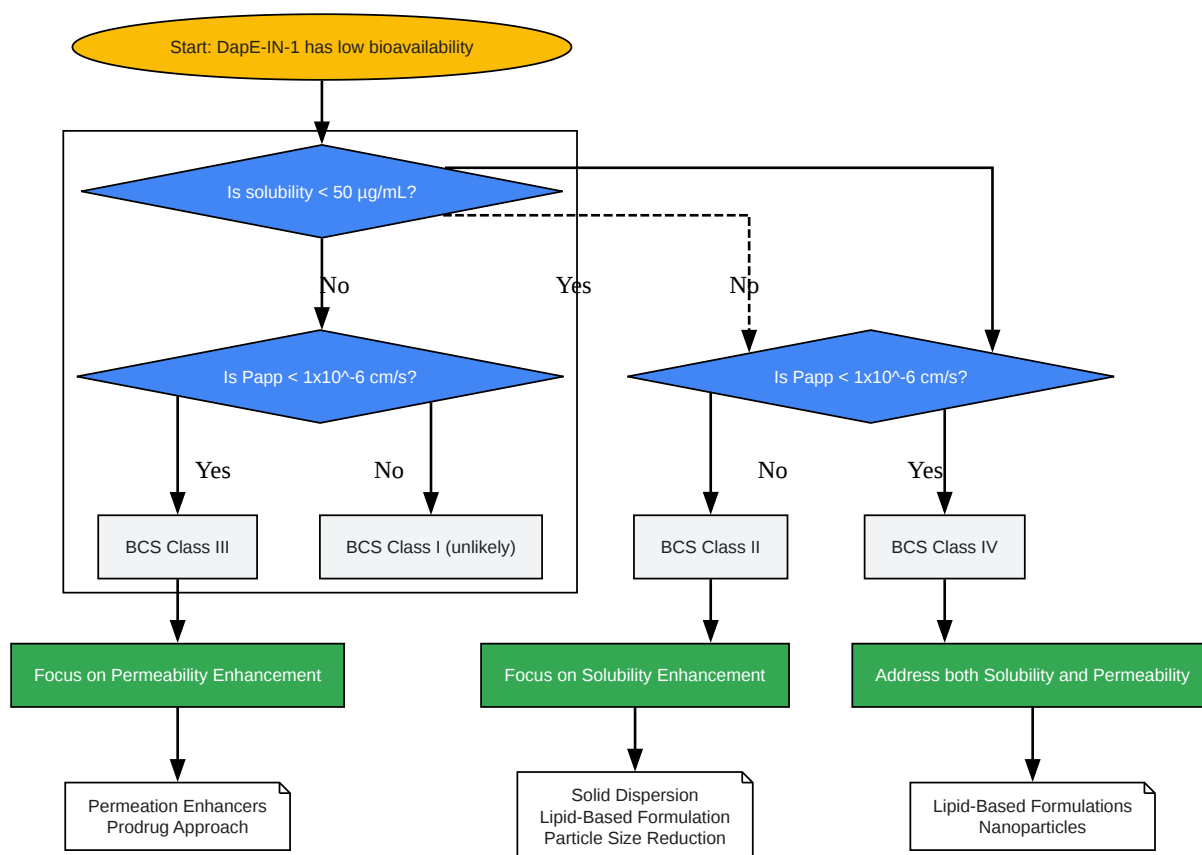 Start: DapE-IN-1 has low bioavailability
Is solubility < 50 µg/mL?
No
Yes
No
Is Papp < 1x10^-6 cm/s?
Is Papp < 1x10^-6 cm/s?
Yes
No
No
Yes
BCS Class III
BCS Class I (unlikely)
BCS Class II
BCS Class IV
Focus on Permeability Enhancement
Focus on Solubility Enhancement
Address both Solubility and Permeability
Permeation Enhancers
Prodrug Approach
Solid Dispersion
Lipid-Based Formulation
Particle Size Reduction
Lipid-Based Formulations
Nanoparticles